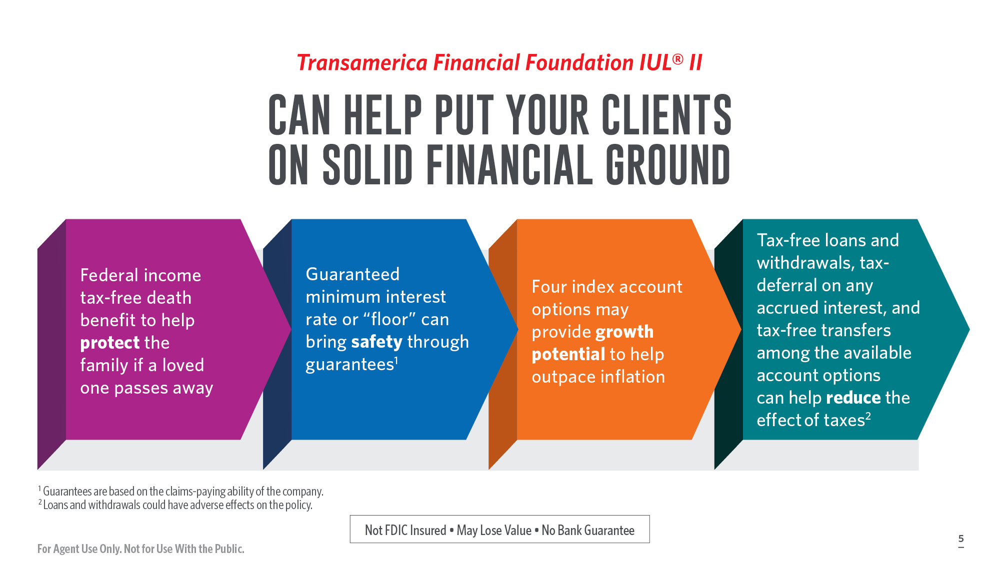 Transamerica Financial Foundation IUL® II
CAN HELP PUT YOUR CLIENTS
ON SOLID FINANCIAL GROUND
Federal income
tax-free death
benefit to help
protect the
family if a loved
one passes away
Guaranteed
minimum interest
rate or “floor” can
bring safety through
guarantees¹
Four index account
options may
provide growth
potential to help
outpace inflation
Tax-free loans and
withdrawals, tax-
deferral on any
accrued interest, and
tax-free transfers
among the available
account options
can help reduce the
effect of taxes²
¹ Guarantees are based on the claims-paying ability of the company.
² Loans and withdrawals could have adverse effects on the policy.
Not FDIC Insured • May Lose Value • No Bank Guarantee
For Agent Use Only. Not for Use With the Public.
5